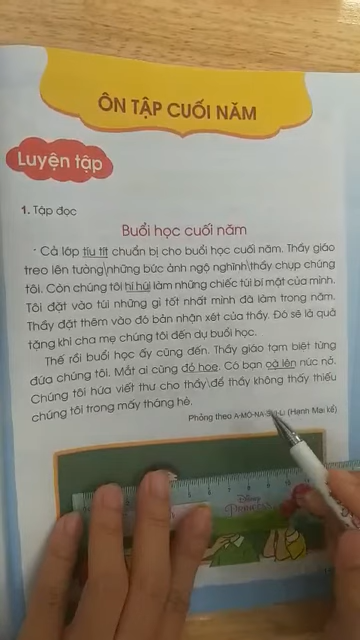 ÔN TẬP CUỐI NĂM
Luyện tập
1. Tập đọc
Buổi học cuối năm
Cả lớp tíu tít chuẩn bị cho buổi học cuối năm. Thầy giáo
treo lên tường những bức ảnh ngộ nghĩnh thầy chụp chúng
tôi. Còn chúng tôi hí húi làm những chiếc túi bí mật của mình.
Tôi đặt vào túi những gì tốt nhất mình đã làm trong năm.
Thầy đặt thêm vào đó bản nhận xét của thầy. Đó sẽ là quà
tặng khi cha mẹ chúng tôi đến dự buổi học.
Thế rồi buổi học ấy cũng đến. Thầy giáo tạm biệt từng
đứa chúng tôi. Mắt ai cũng đỏ hoe. Có bạn oà lên nức nở.
Chúng tôi hứa viết thư cho thầy để thầy không thấy thiếu
chúng tôi trong mấy tháng hè.
Phỏng theo A-MÔ-NA-SVI-LI (Hạnh Mai kể)
Disney